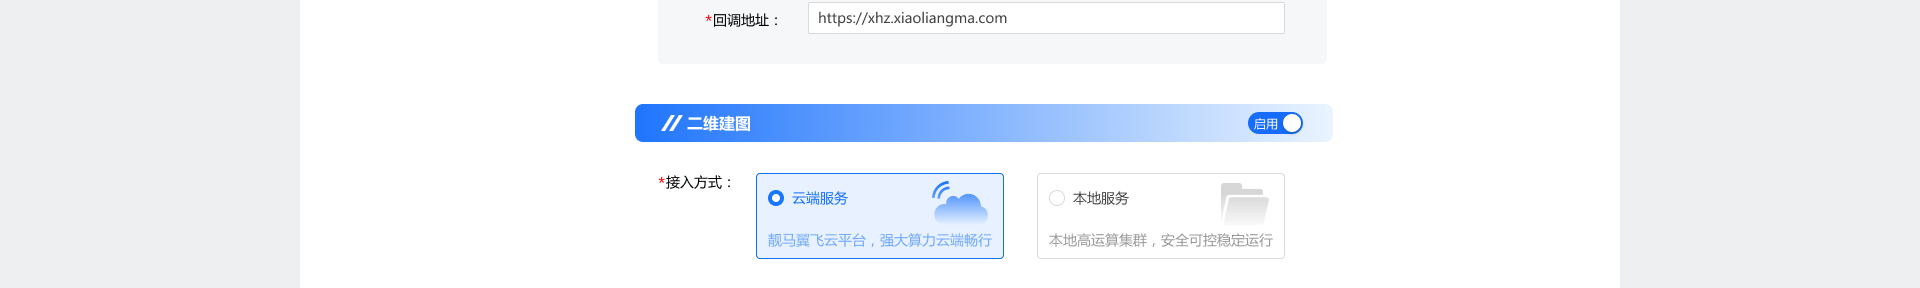 *回调地址： https://xhz.xiaoliangma.com
二维建图 启用
*接入方式： 云端服务 本地服务
靓马翼飞云平台，强大算力云端畅行 本地高运算集群，安全可控稳定运行